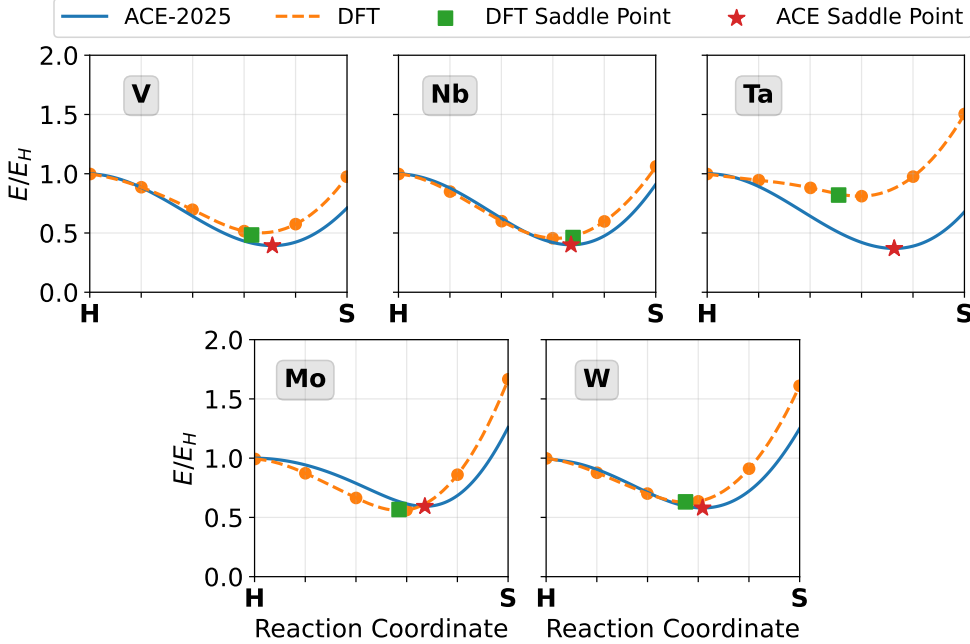 ACE-2025 DFT DFT Saddle Point ACE Saddle Point
V Nb Ta
E/E_H
2.0
1.5
1.0
0.5
0.0
H S H S H S
Mo W
E/E_H
2.0
1.5
1.0
0.5
0.0
H S H S
Reaction Coordinate Reaction Coordinate